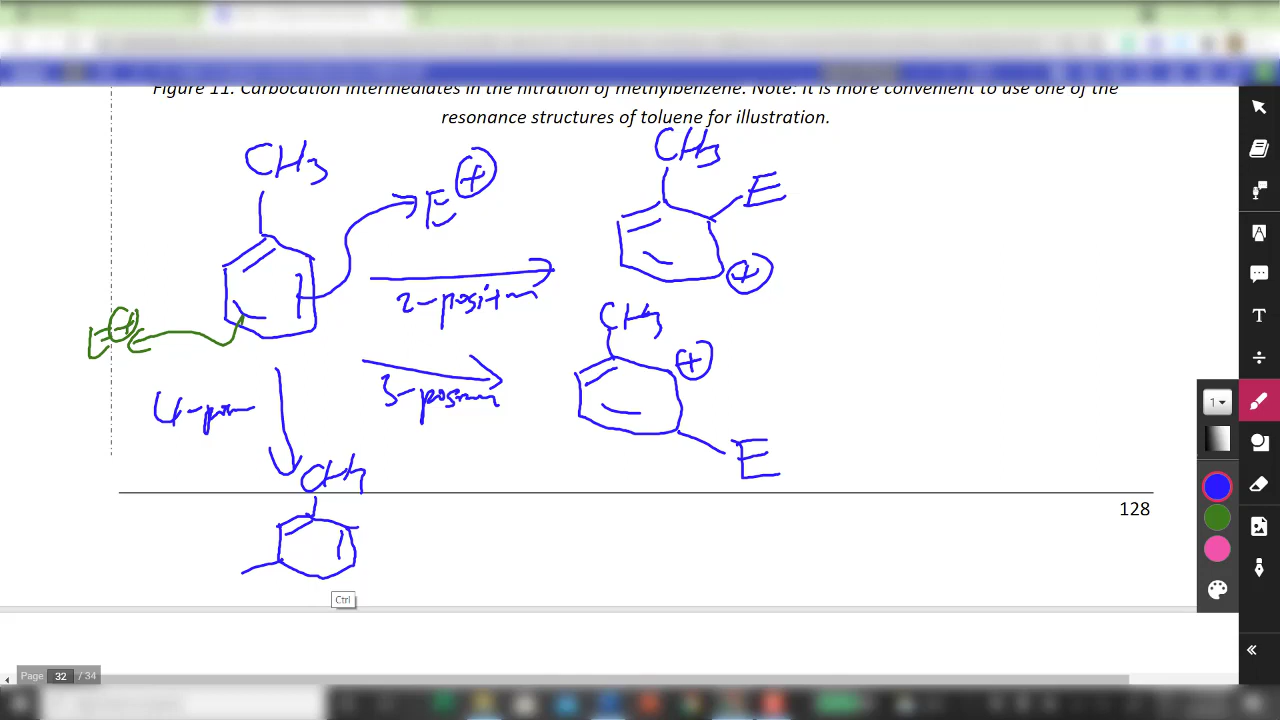 Figure 11. Carbocation intermediates in the nitration of methylbenzene. Note: It is more convenient to use one of the
resonance structures of toluene for illustration.
CH3
E +
CH3
E
+
2-position
E +
CH3
+
3-position
E
4-posn
CH3
128
Ctrl
Page 32 / 34
1
T